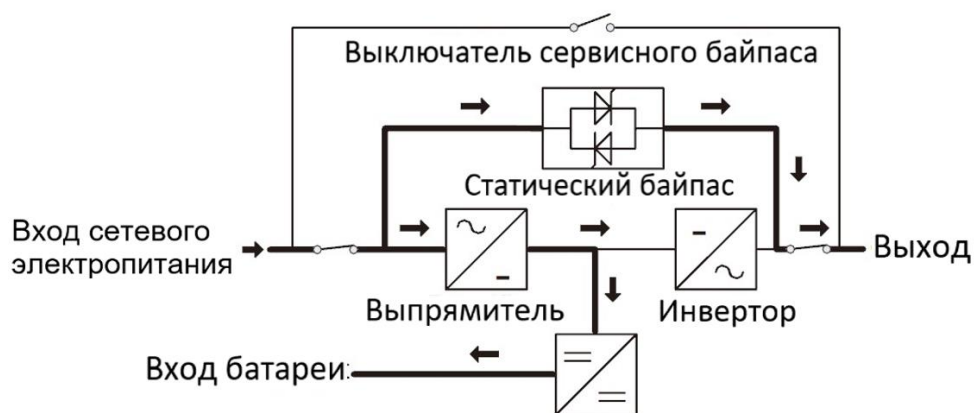 Выключатель сервисного байпаса
Статический байпас
Вход сетевого
электропитания
Выход
Выпрямитель
Инвертор
Вход батареи: